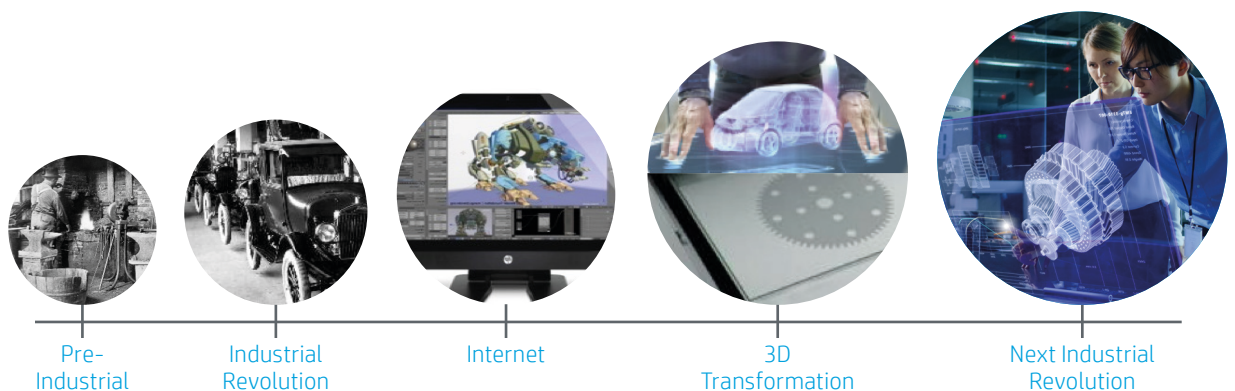 Pre-
Industrial
Industrial
Revolution
Internet
3D
Transformation
Next Industrial
Revolution